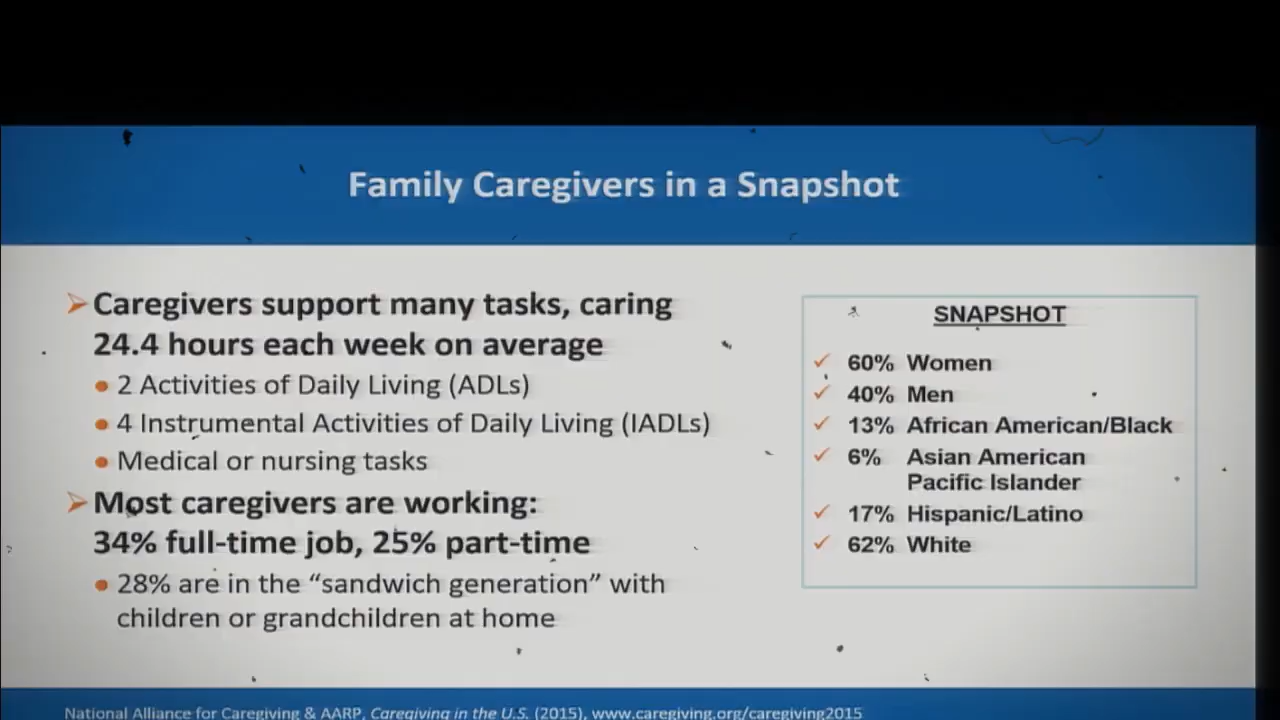 Family Caregivers in a Snapshot
Caregivers support many tasks, caring
24.4 hours each week on average
2 Activities of Daily Living (ADLs)
4 Instrumental Activities of Daily Living (IADLs)
Medical or nursing tasks
Most caregivers are working:
34% full-time job, 25% part-time
28% are in the “sandwich generation” with
children or grandchildren at home
SNAPSHOT
60% Women
40% Men
13% African American/Black
6% Asian American
Pacific Islander
17% Hispanic/Latino
62% White
National Alliance for Caregiving & AARP, Caregiving in the U.S. (2015), www.caregiving.org/caregiving2015